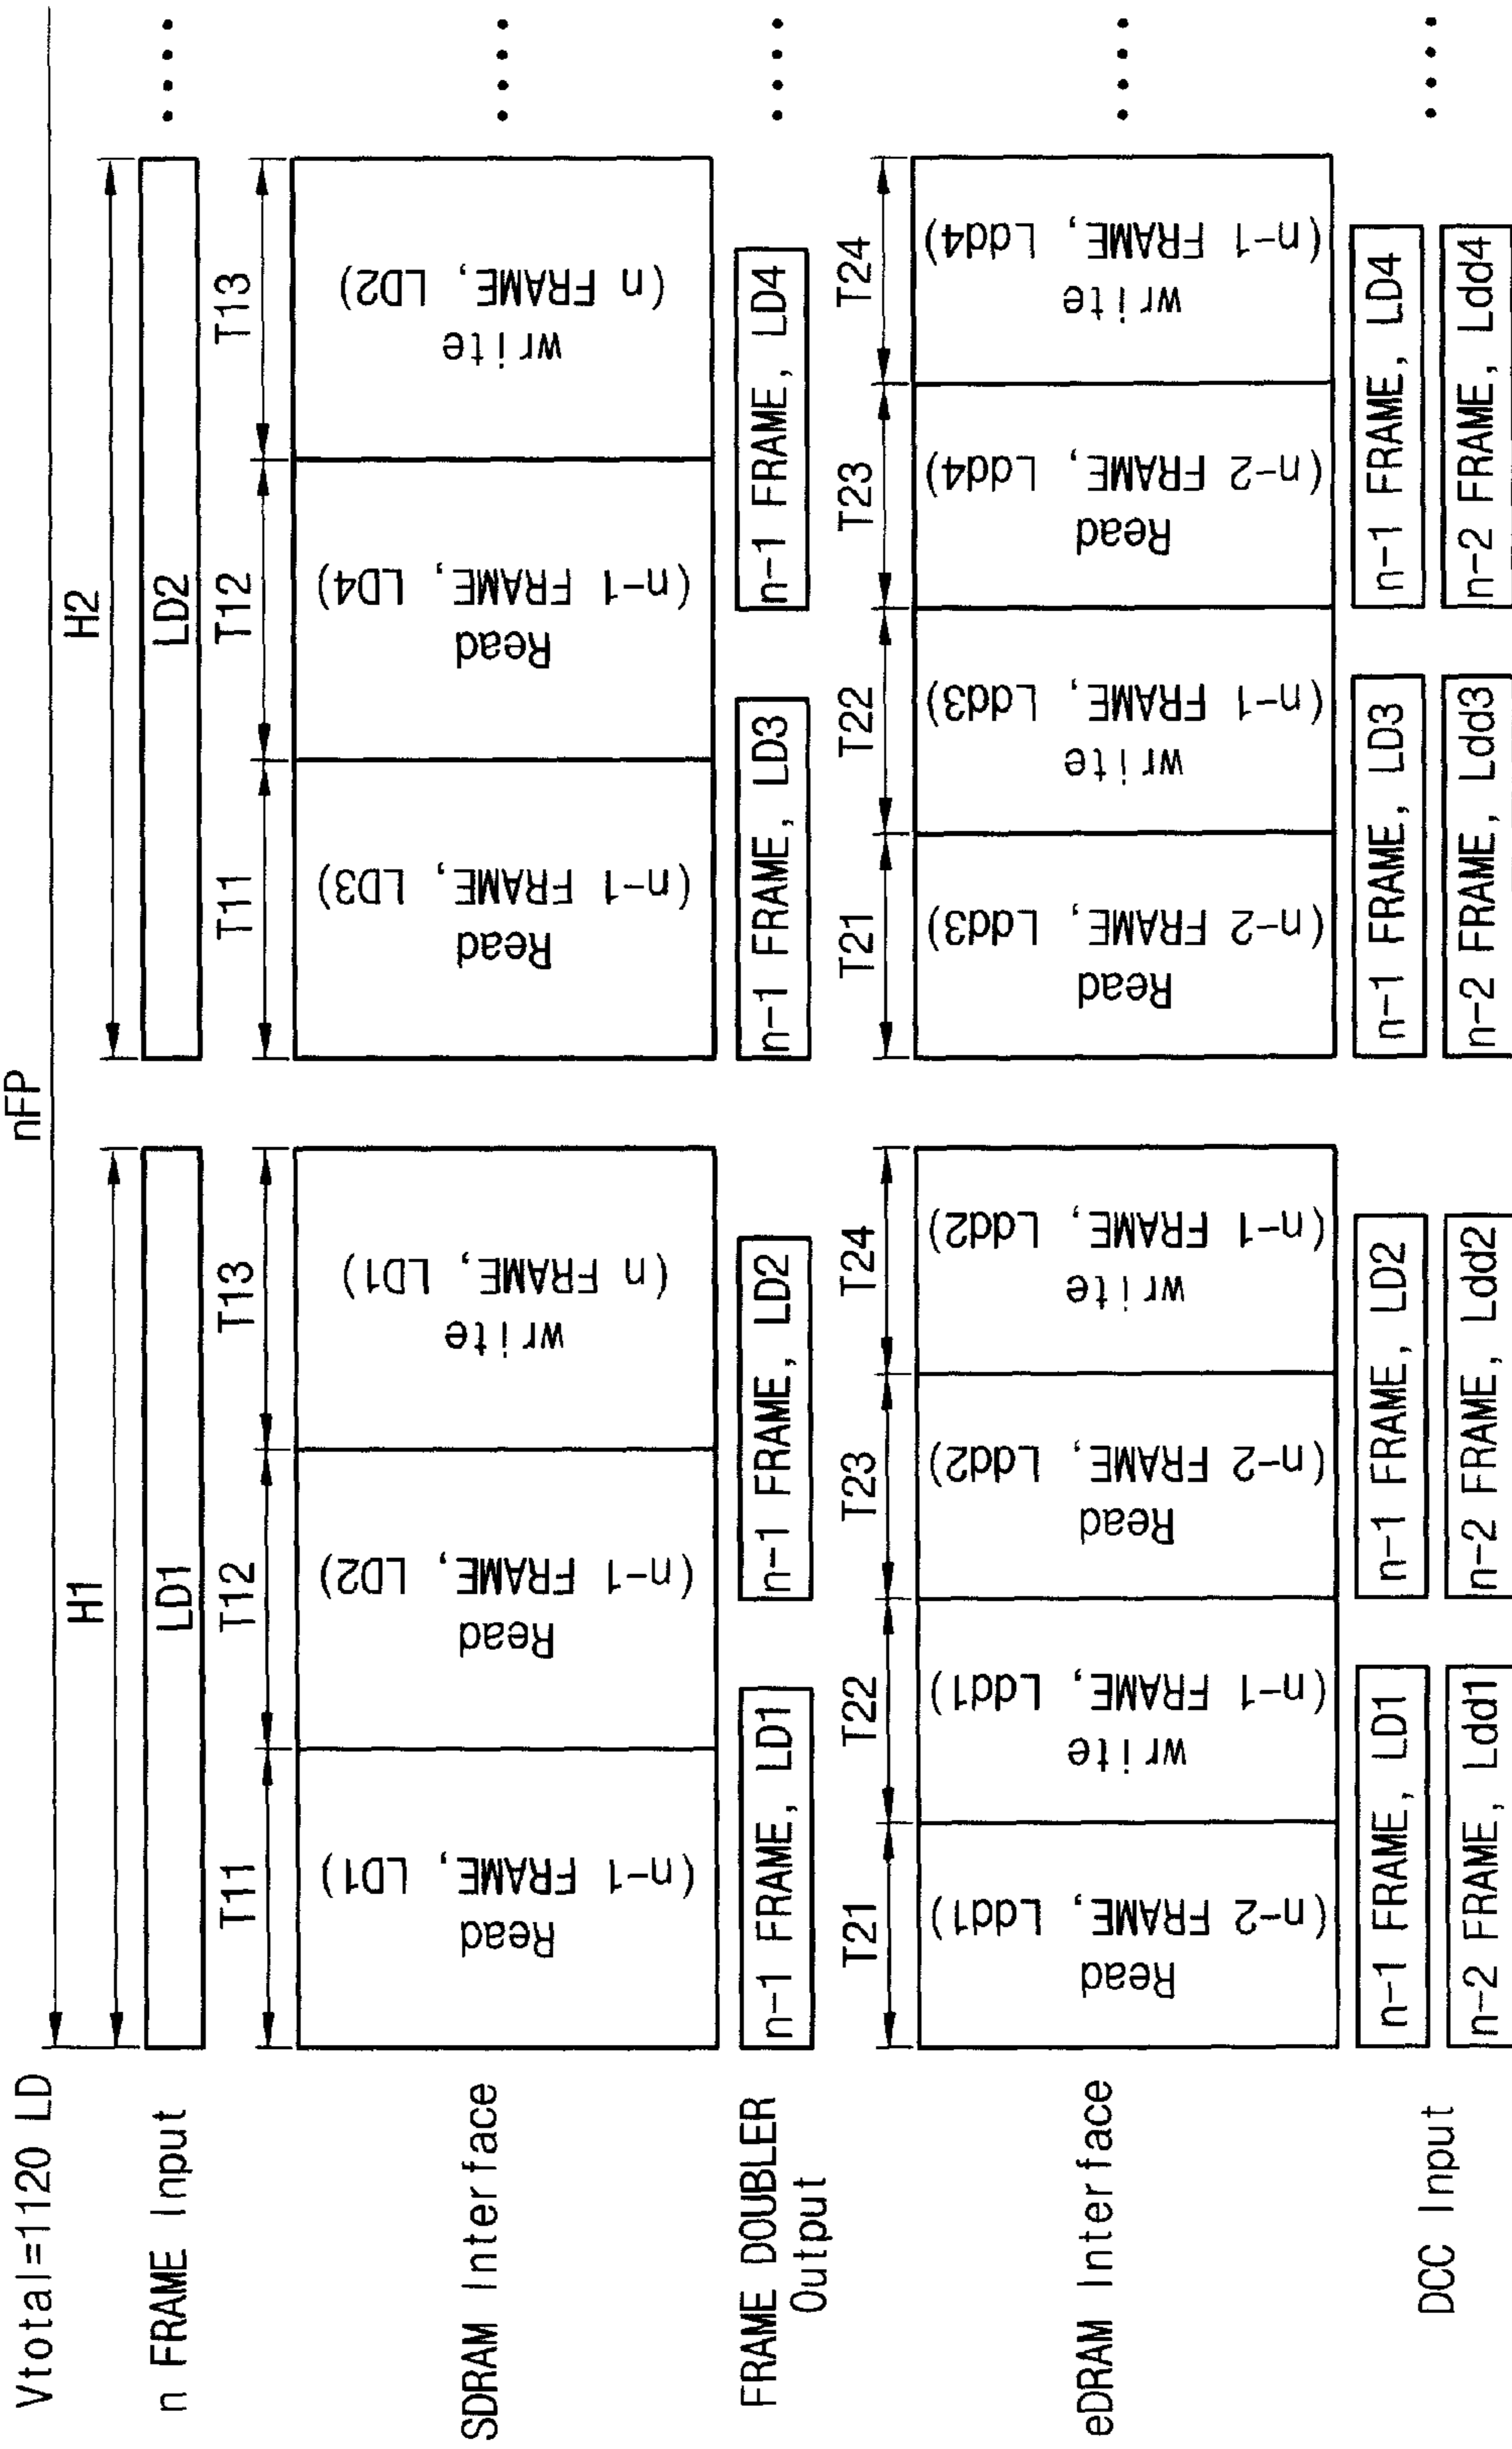 nFP
Vtotal=1120 LD
H1
H2
n FRAME Input
LD1
LD2
T11
T12
T13
T11
T12
T13
SDRAM Interface
Read
(n-1 FRAME, LD1)
Read
(n-1 FRAME, LD2)
write
(n FRAME, LD1)
Read
(n-1 FRAME, LD3)
Read
(n-1 FRAME, LD4)
write
(n FRAME, LD2)
FRAME DOUBLER
Output
n-1 FRAME, LD1
n-1 FRAME, LD2
n-1 FRAME, LD3
n-1 FRAME, LD4
T21
T22
T23
T24
T21
T22
T23
T24
eDRAM Interface
Read
(n-2 FRAME, Ldd1)
write
(n-1 FRAME, Ldd1)
Read
(n-2 FRAME, Ldd2)
write
(n-1 FRAME, Ldd2)
Read
(n-2 FRAME, Ldd3)
write
(n-1 FRAME, Ldd3)
Read
(n-2 FRAME, Ldd4)
write
(n-1 FRAME, Ldd4)
DCC Input
n-1 FRAME, LD1
n-1 FRAME, LD2
n-1 FRAME, LD3
n-1 FRAME, LD4
n-2 FRAME, Ldd1
n-2 FRAME, Ldd2
n-2 FRAME, Ldd3
n-2 FRAME, Ldd4